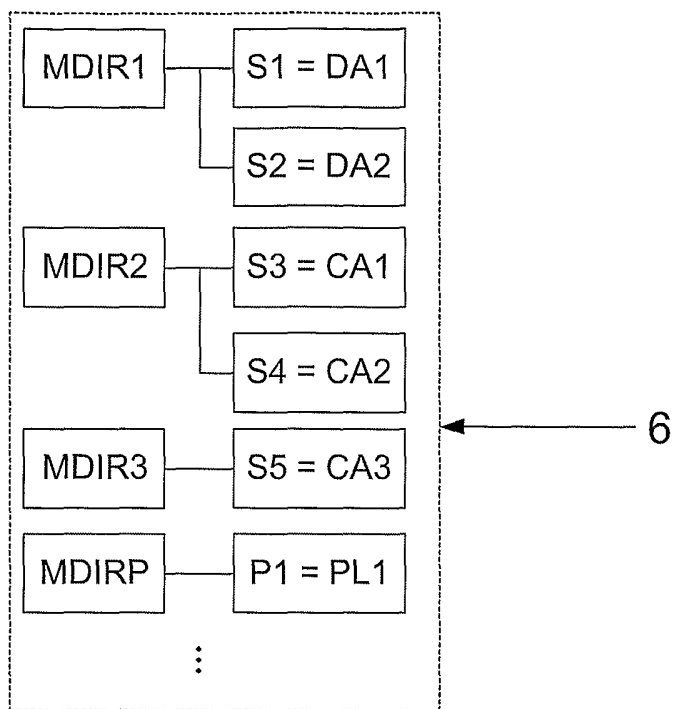 MDIR1 S1 = DA1
S2 = DA2
MDIR2 S3 = CA1
S4 = CA2
6
MDIR3 S5 = CA3
MDIRP P1 = PL1
⋮